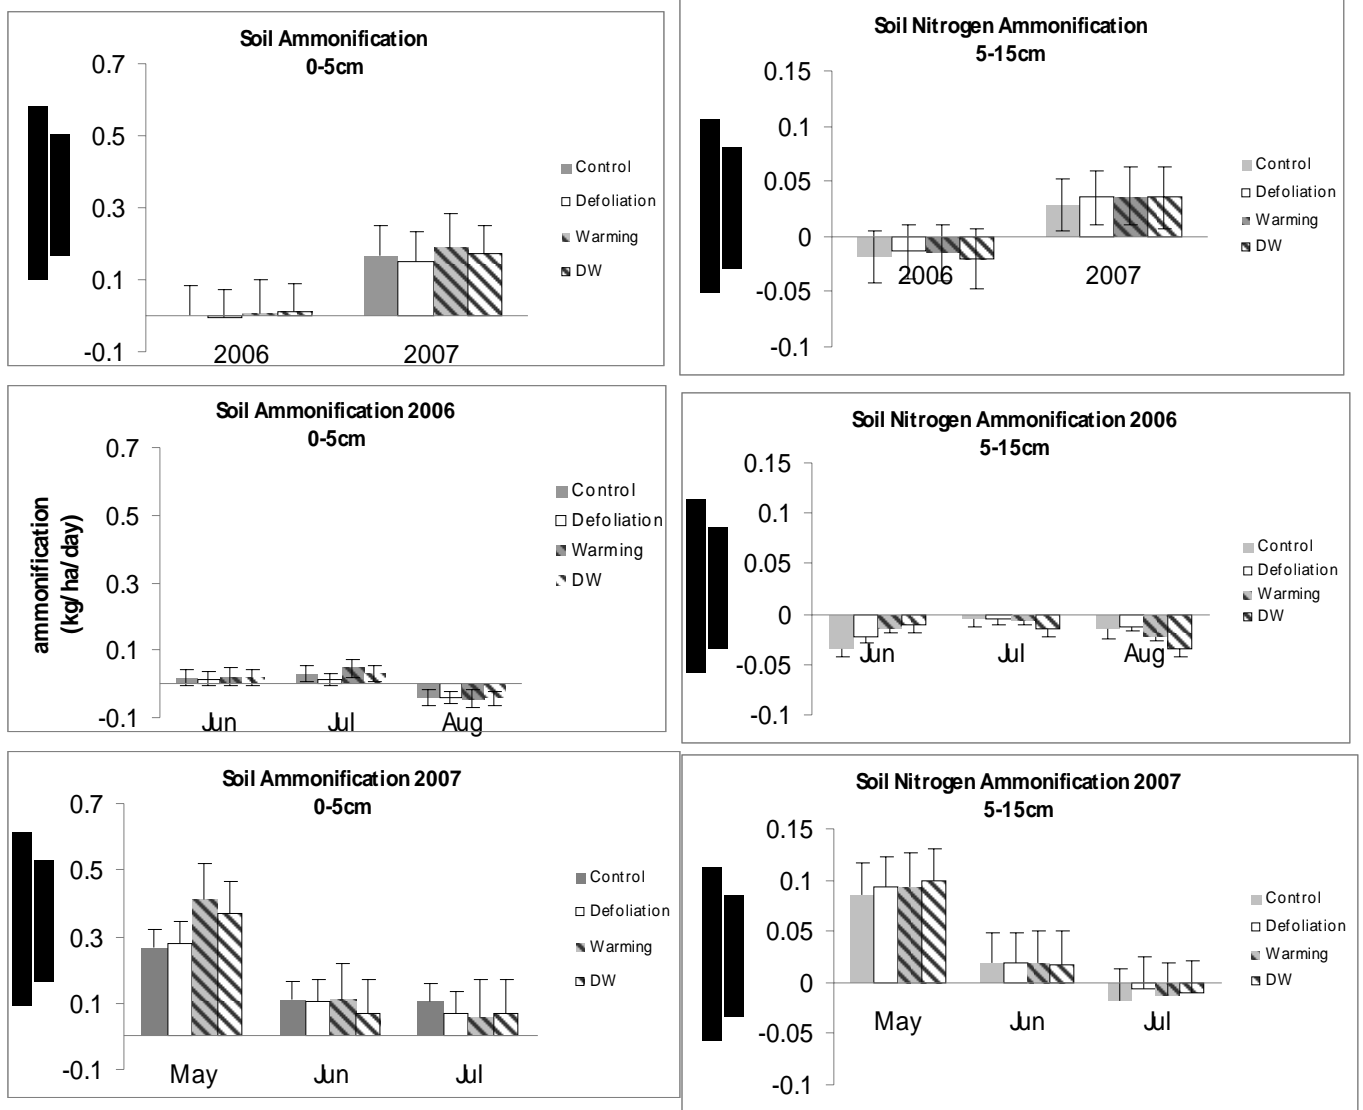 Soil Ammonification
0-5cm
0.7
0.5
0.3
0.1
-0.1
2006
2007
Control
Defoliation
Warming
DW
Soil Nitrogen Ammonification
5-15cm
0.15
0.1
0.05
0
-0.05
-0.1
2006
2007
Control
Defoliation
Warming
DW
Soil Ammonification 2006
0-5cm
ammonification
(kg/ha/day)
0.7
0.5
0.3
0.1
-0.1
Jun
Jul
Aug
Control
Defoliation
Warming
DW
Soil Nitrogen Ammonification 2006
5-15cm
0.15
0.1
0.05
0
-0.05
-0.1
Jun
Jul
Aug
Control
Defoliation
Warming
DW
Soil Ammonification 2007
0-5cm
0.7
0.5
0.3
0.1
-0.1
May
Jun
Jul
Control
Defoliation
Warming
DW
Soil Nitrogen Ammonification 2007
5-15cm
0.15
0.1
0.05
0
-0.05
-0.1
May
Jun
Jul
Control
Defoliation
Warming
DW